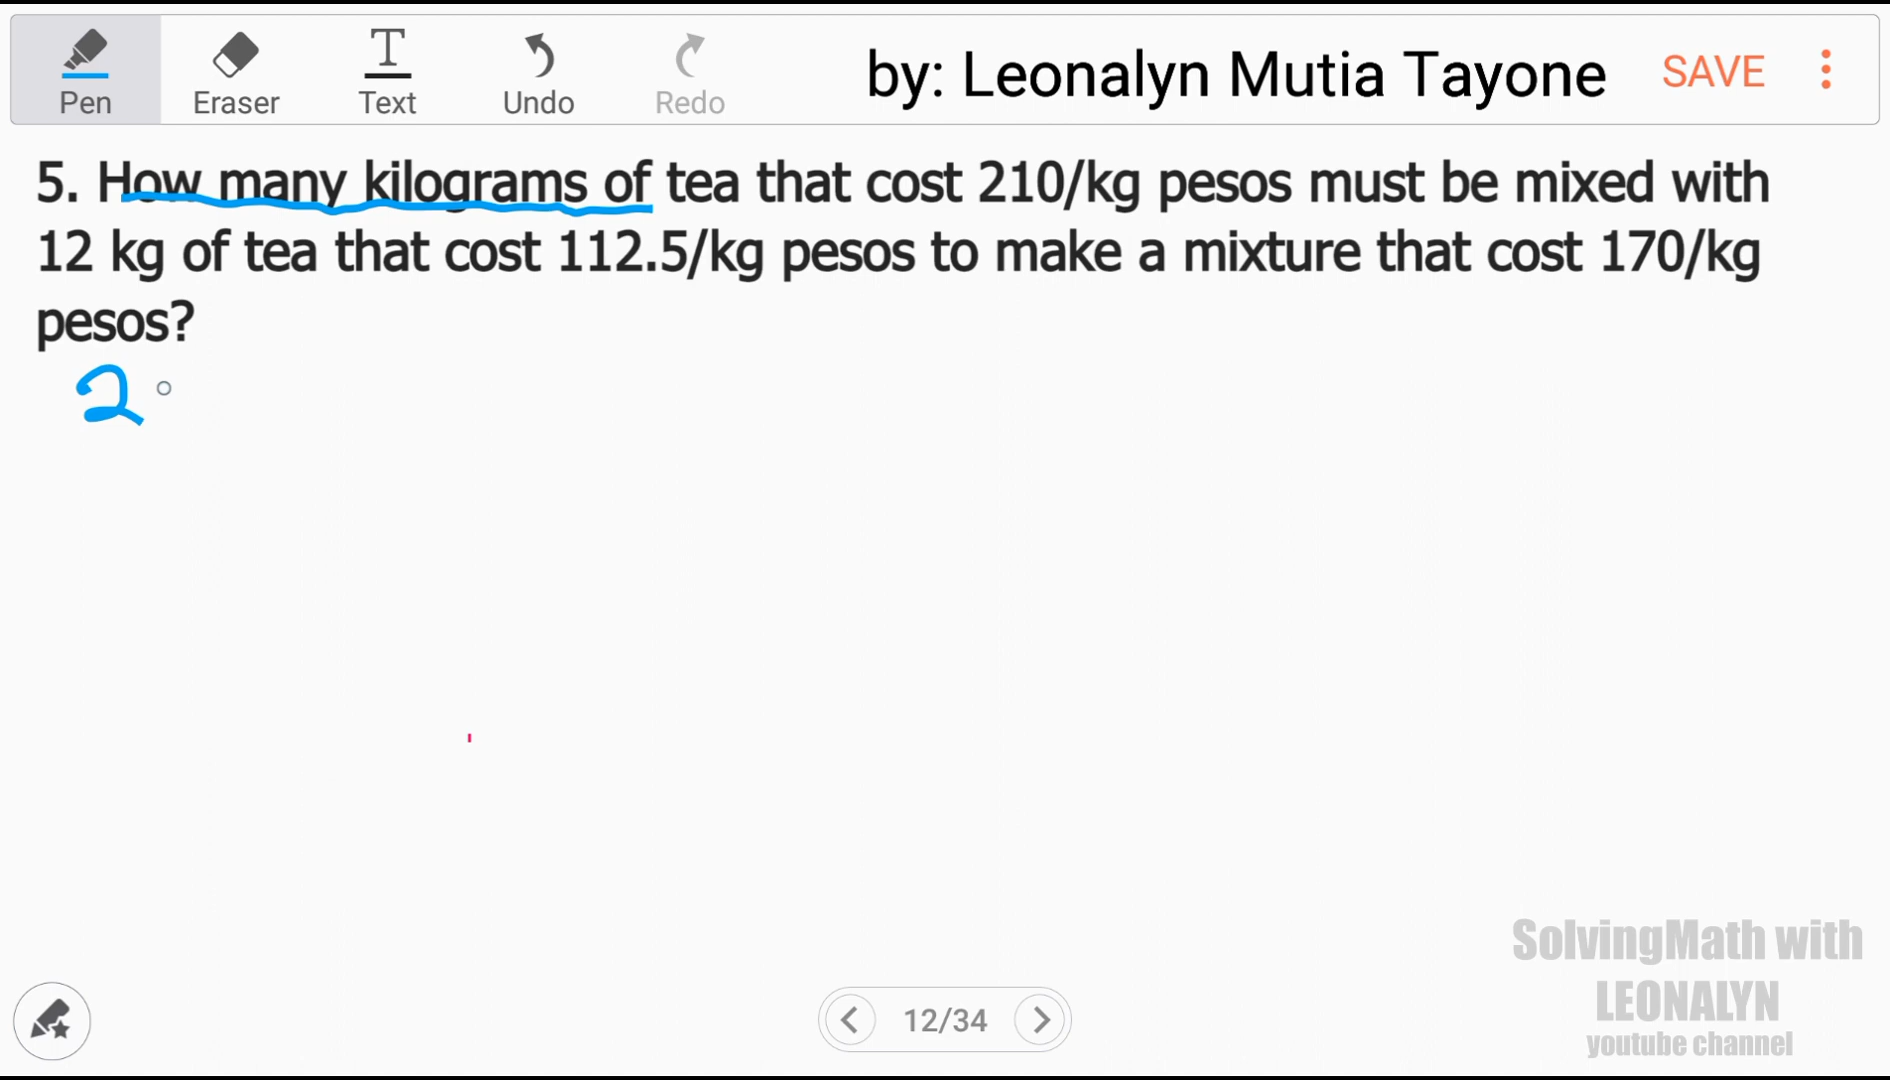 Pen Eraser Text Undo Redo by: Leonalyn Mutia Tayone SAVE
5. How many kilograms of tea that cost 210/kg pesos must be mixed with
12 kg of tea that cost 112.5/kg pesos to make a mixture that cost 170/kg
pesos?
2
12/34
SolvingMath with
LEONALYN
youtube channel